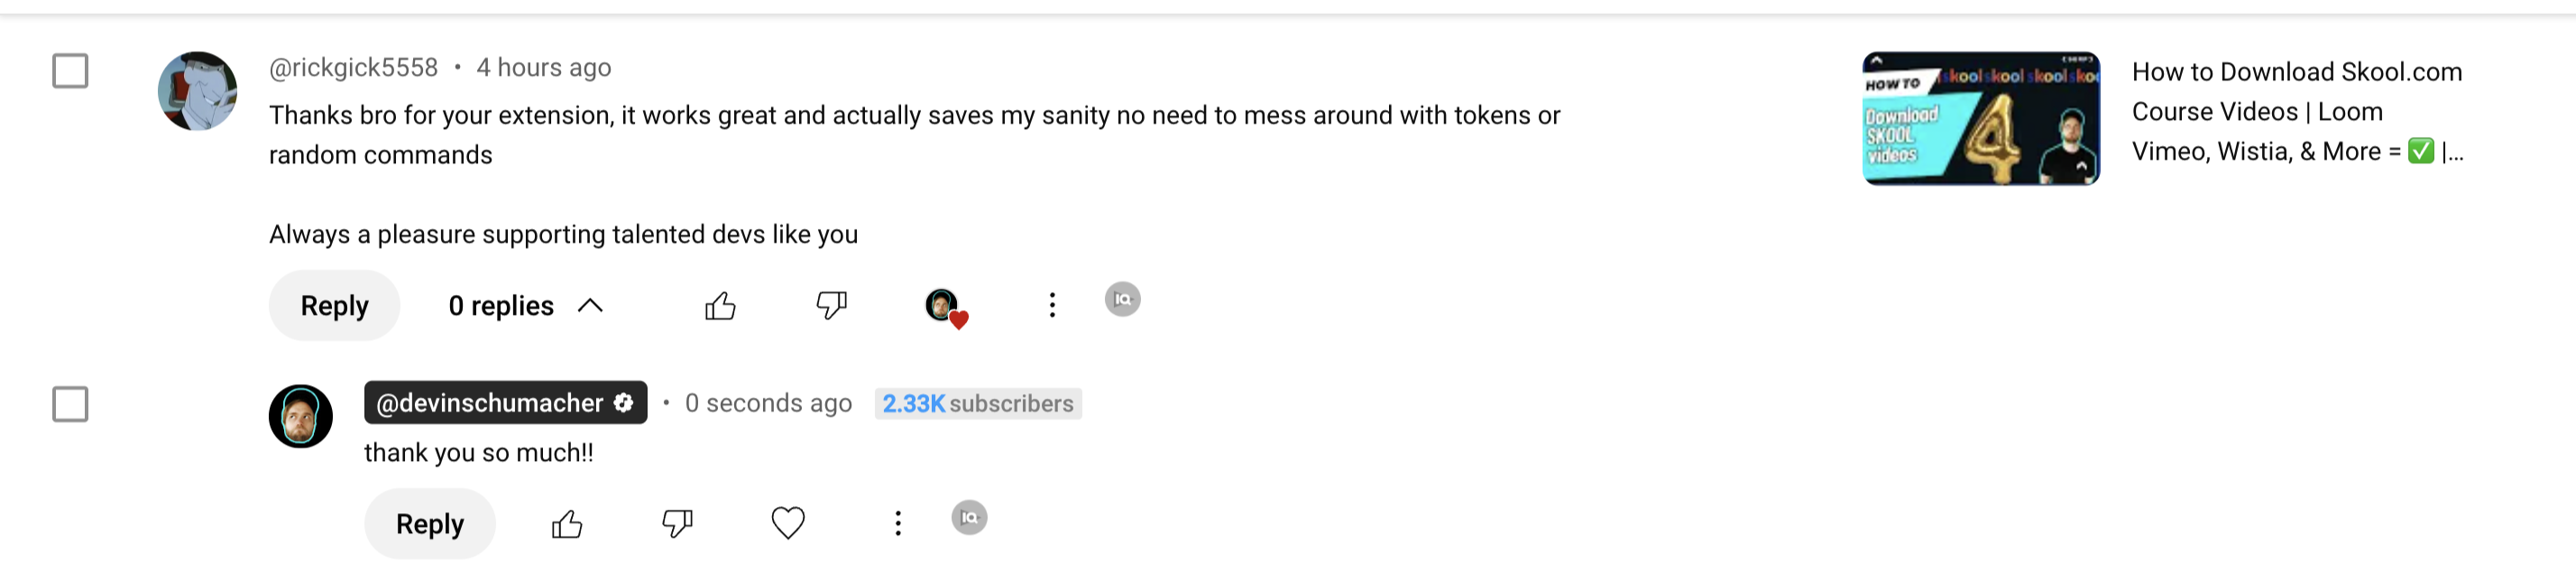 @rickgick5558 • 4 hours ago
Thanks bro for your extension, it works great and actually saves my sanity no need to mess around with tokens or
random commands
Always a pleasure supporting talented devs like you
Reply 0 replies
IQ
HOW TO
skool skool skool sko
Download
SKOOL
videos
4
How to Download Skool.com
Course Videos | Loom
Vimeo, Wistia, & More = ✅ |...
@devinschumacher • 0 seconds ago 2.33K subscribers
thank you so much!!
Reply
IQ